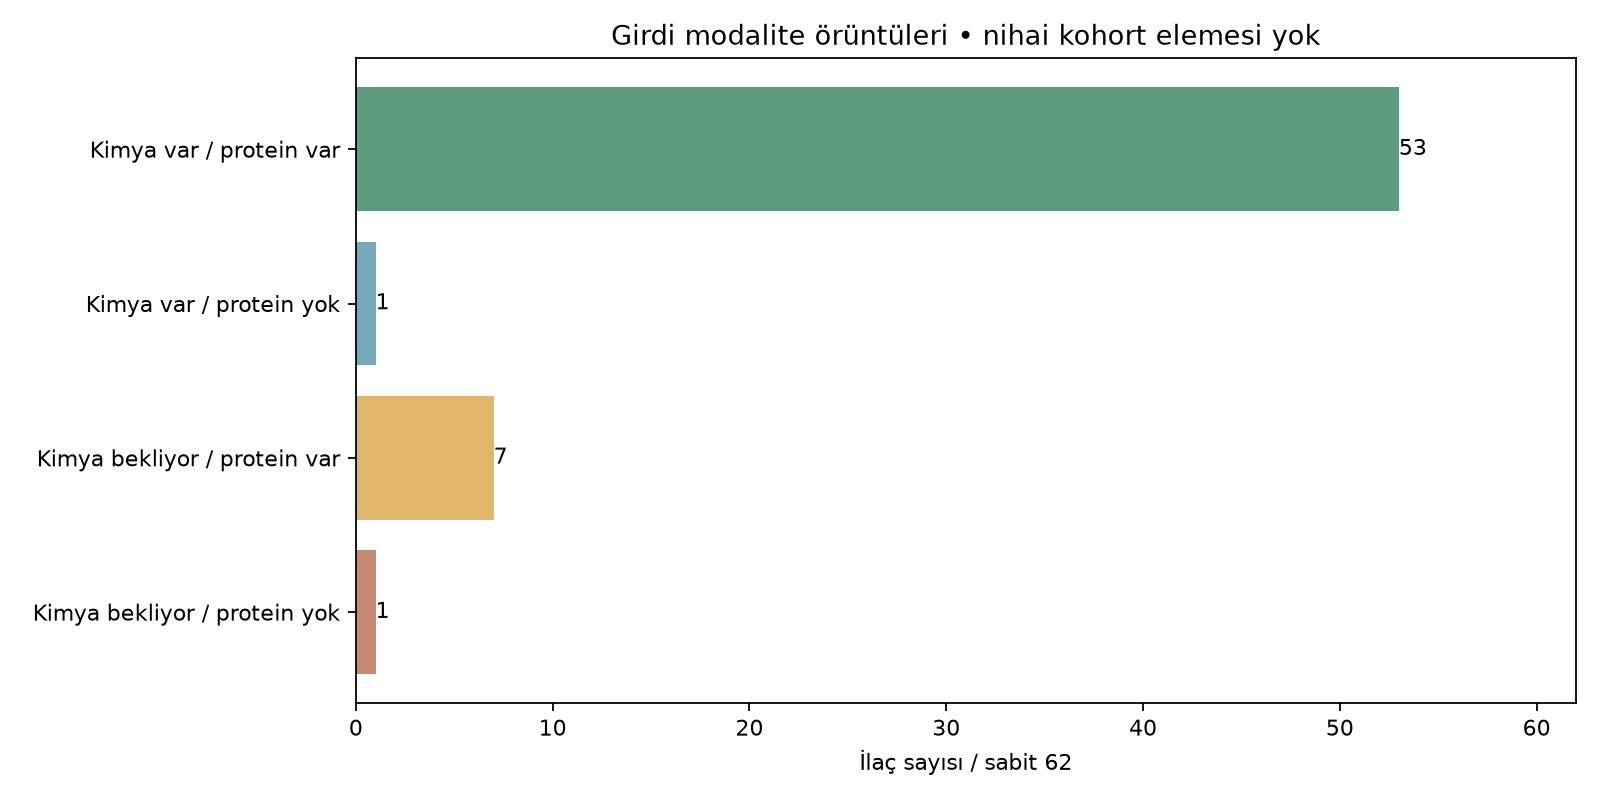 Girdi modalite örüntüleri • nihai kohort elemesi yok
Kimya var / protein var
53
Kimya var / protein yok
1
Kimya bekliyor / protein var
7
Kimya bekliyor / protein yok
1
0 10 20 30 40 50 60
İlaç sayısı / sabit 62